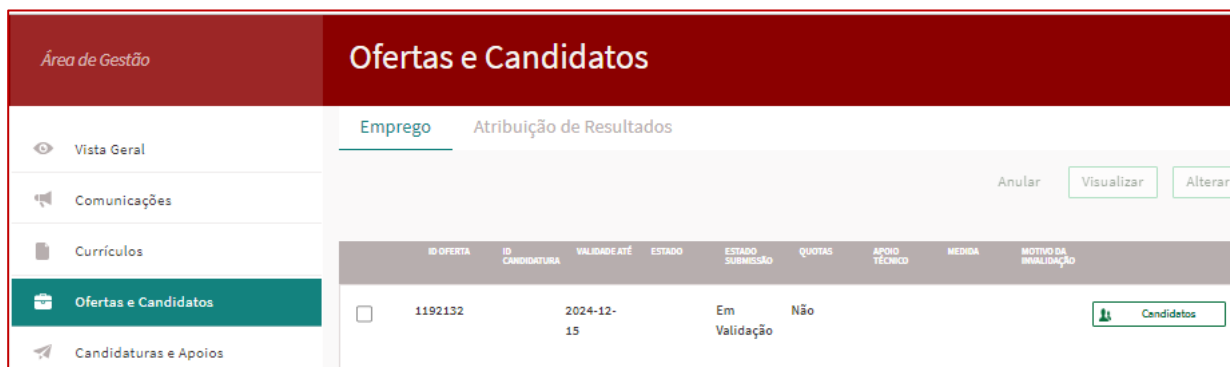 Área de Gestão
Ofertas e Candidatos
Emprego Atribuição de Resultados
Vista Geral
Anular Visualizar Alterar
Comunicações
Currículos
ID OFERTA ID CANDIDATURA VALIDADE ATÉ ESTADO ESTADO SUBMISSÃO QUOTAS APOIO TÉCNICO MEDIDA MOTIVO DA INVALIDAÇÃO
Ofertas e Candidatos
1192132 2024-12-15 Em Validação Não Candidatos
Candidaturas e Apoios